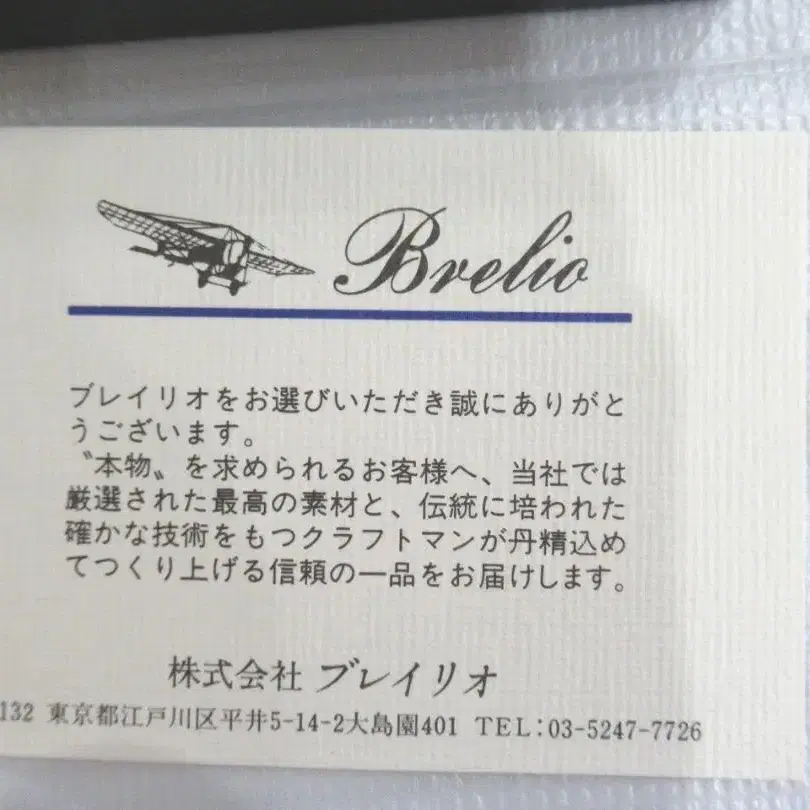 Brelio
ブレイリオをお選びいただき誠にありがと
うございます。
〝本物〟を求められるお客様へ、当社では
厳選された最高の素材と、伝統に培われた
確かな技術をもつクラフトマンが丹精込め
てつくり上げる信頼の一品をお届けします。
株式会社 ブレイリオ
132 東京都江戸川区平井5-14-2大島園401 TEL:03-5247-7726